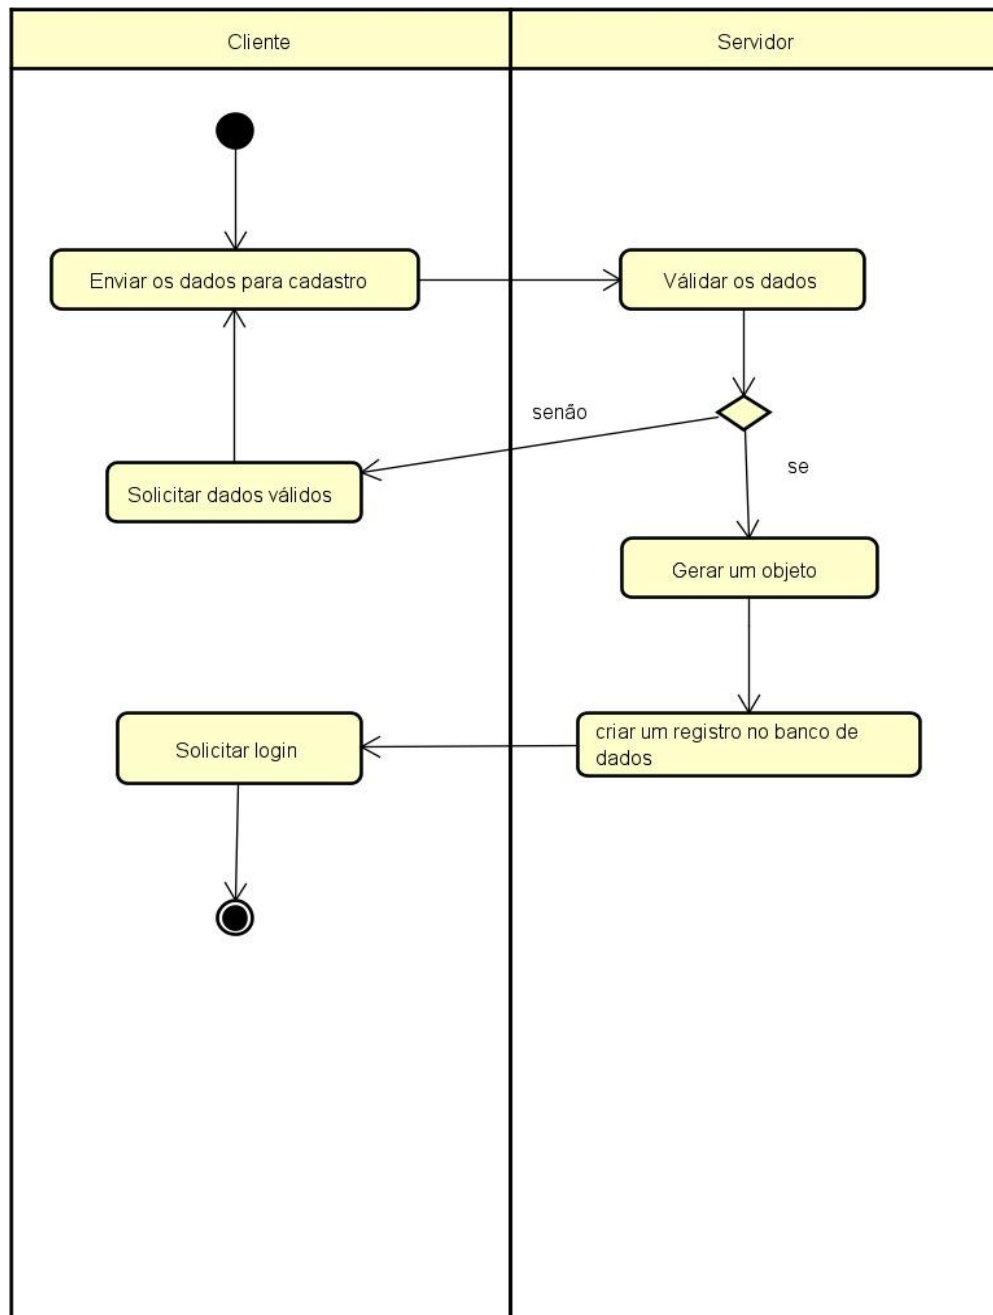 Cliente
Servidor
Enviar os dados para cadastro
Válidar os dados
senão
se
Solicitar dados válidos
Gerar um objeto
Solicitar login
criar um registro no banco de
dados